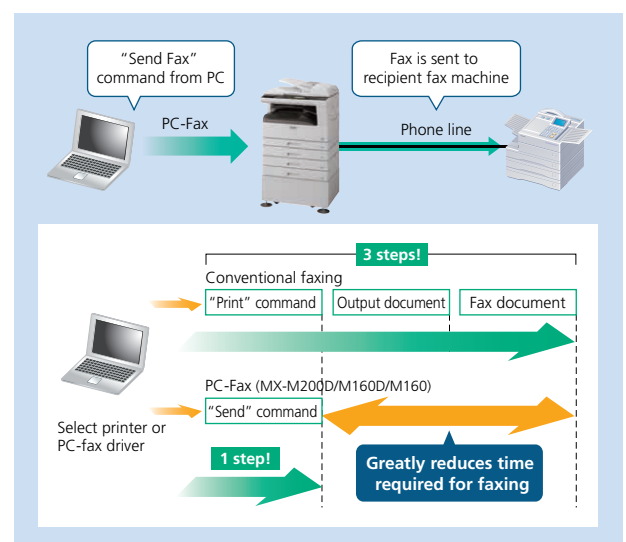 “Send Fax”
command from PC
Fax is sent to
recipient fax machine
PC-Fax
Phone line
3 steps!
Conventional faxing
“Print” command
Output document
Fax document
PC-Fax (MX-M200D/M160D/M160)
“Send” command
Select printer or
PC-fax driver
1 step!
Greatly reduces time
required for faxing